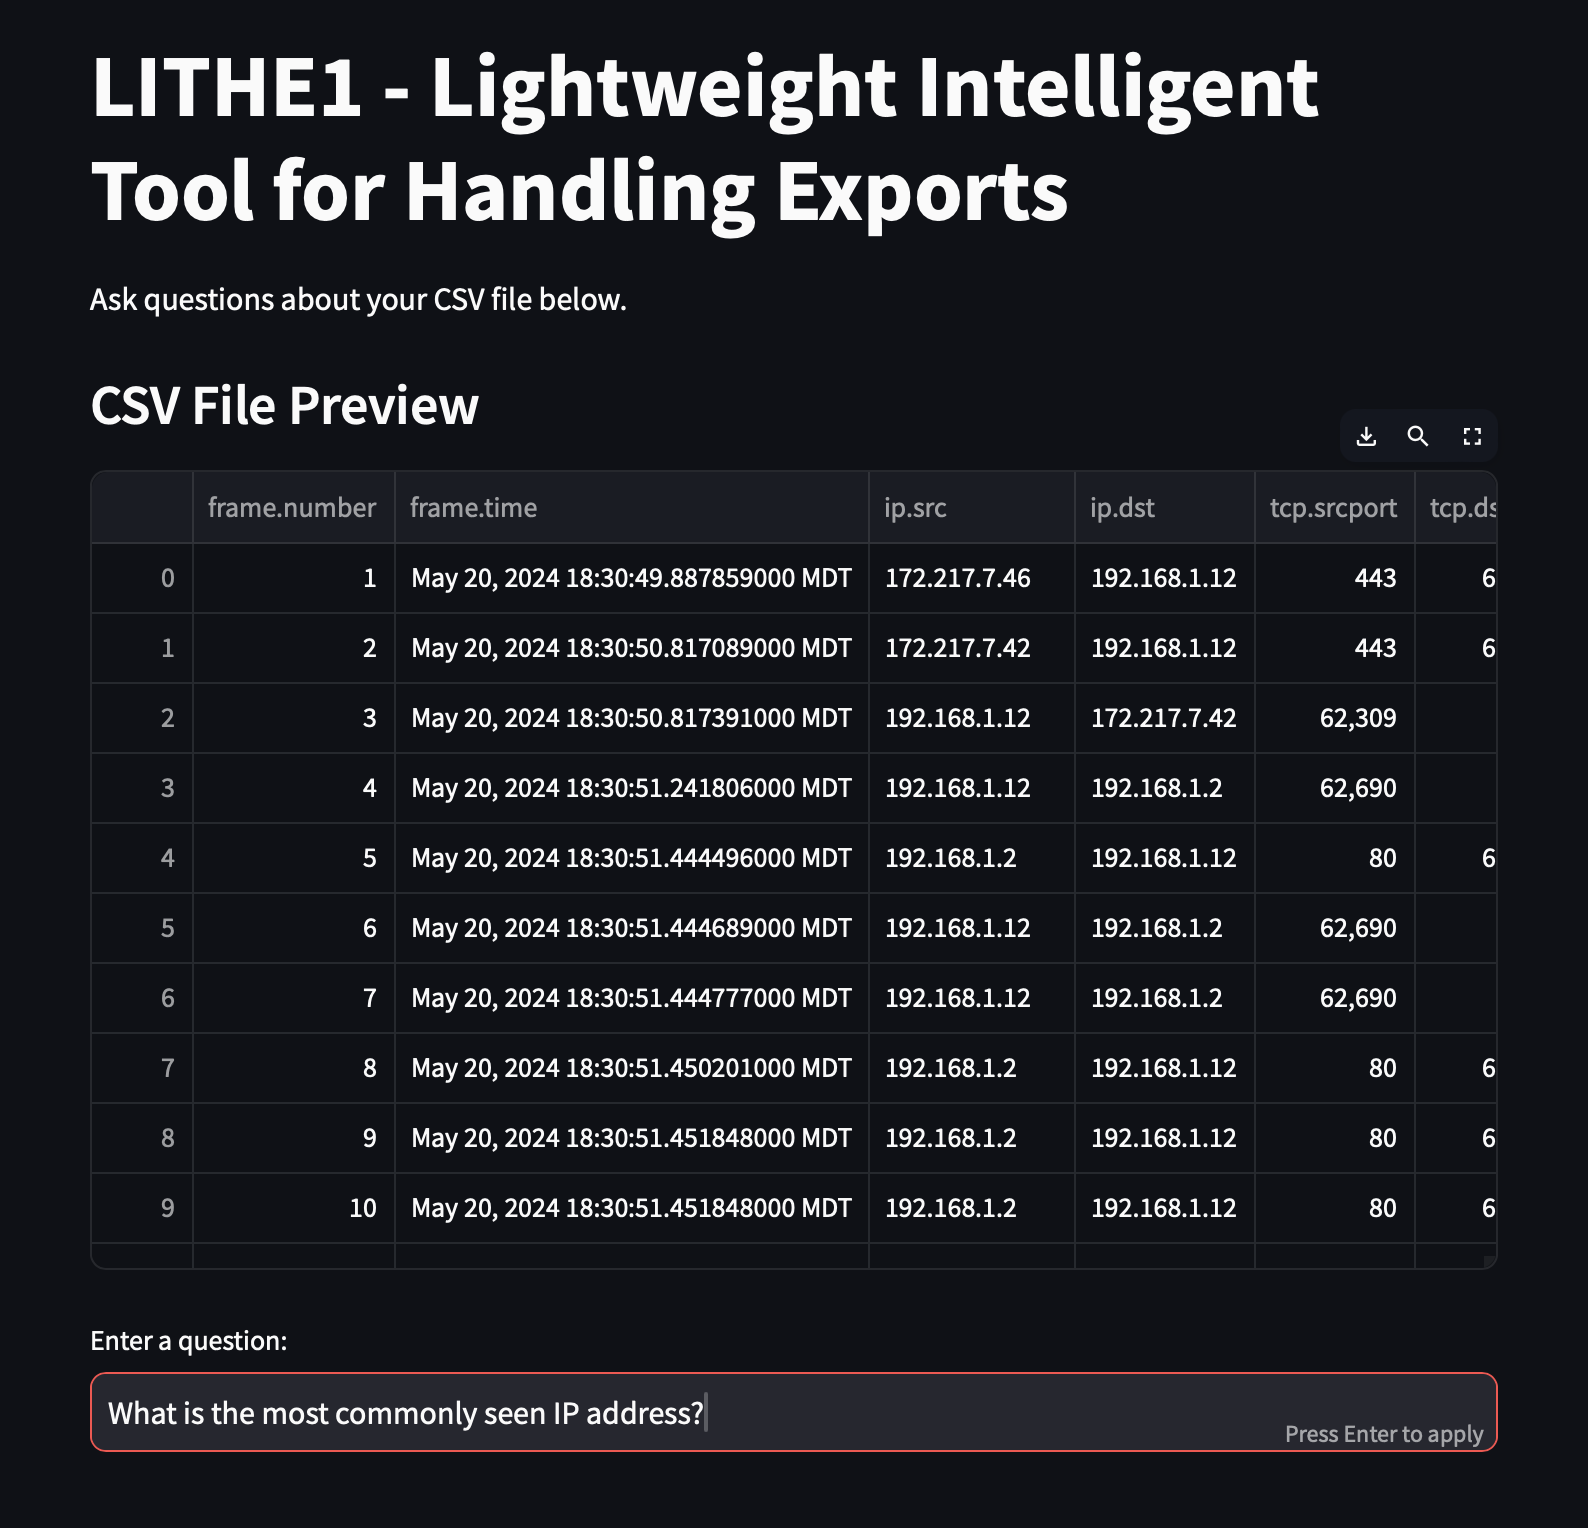 LITHE1 - Lightweight Intelligent
Tool for Handling Exports
Ask questions about your CSV file below.
CSV File Preview
frame.number frame.time ip.src ip.dst tcp.srcport tcp.ds
0 1 May 20, 2024 18:30:49.887859000 MDT 172.217.7.46 192.168.1.12 443 6
1 2 May 20, 2024 18:30:50.817089000 MDT 172.217.7.42 192.168.1.12 443 6
2 3 May 20, 2024 18:30:50.817391000 MDT 192.168.1.12 172.217.7.42 62,309
3 4 May 20, 2024 18:30:51.241806000 MDT 192.168.1.12 192.168.1.2 62,690
4 5 May 20, 2024 18:30:51.444496000 MDT 192.168.1.2 192.168.1.12 80 6
5 6 May 20, 2024 18:30:51.444689000 MDT 192.168.1.12 192.168.1.2 62,690
6 7 May 20, 2024 18:30:51.444777000 MDT 192.168.1.12 192.168.1.2 62,690
7 8 May 20, 2024 18:30:51.450201000 MDT 192.168.1.2 192.168.1.12 80 6
8 9 May 20, 2024 18:30:51.451848000 MDT 192.168.1.2 192.168.1.12 80 6
9 10 May 20, 2024 18:30:51.451848000 MDT 192.168.1.2 192.168.1.12 80 6
Enter a question:
What is the most commonly seen IP address?
Press Enter to apply